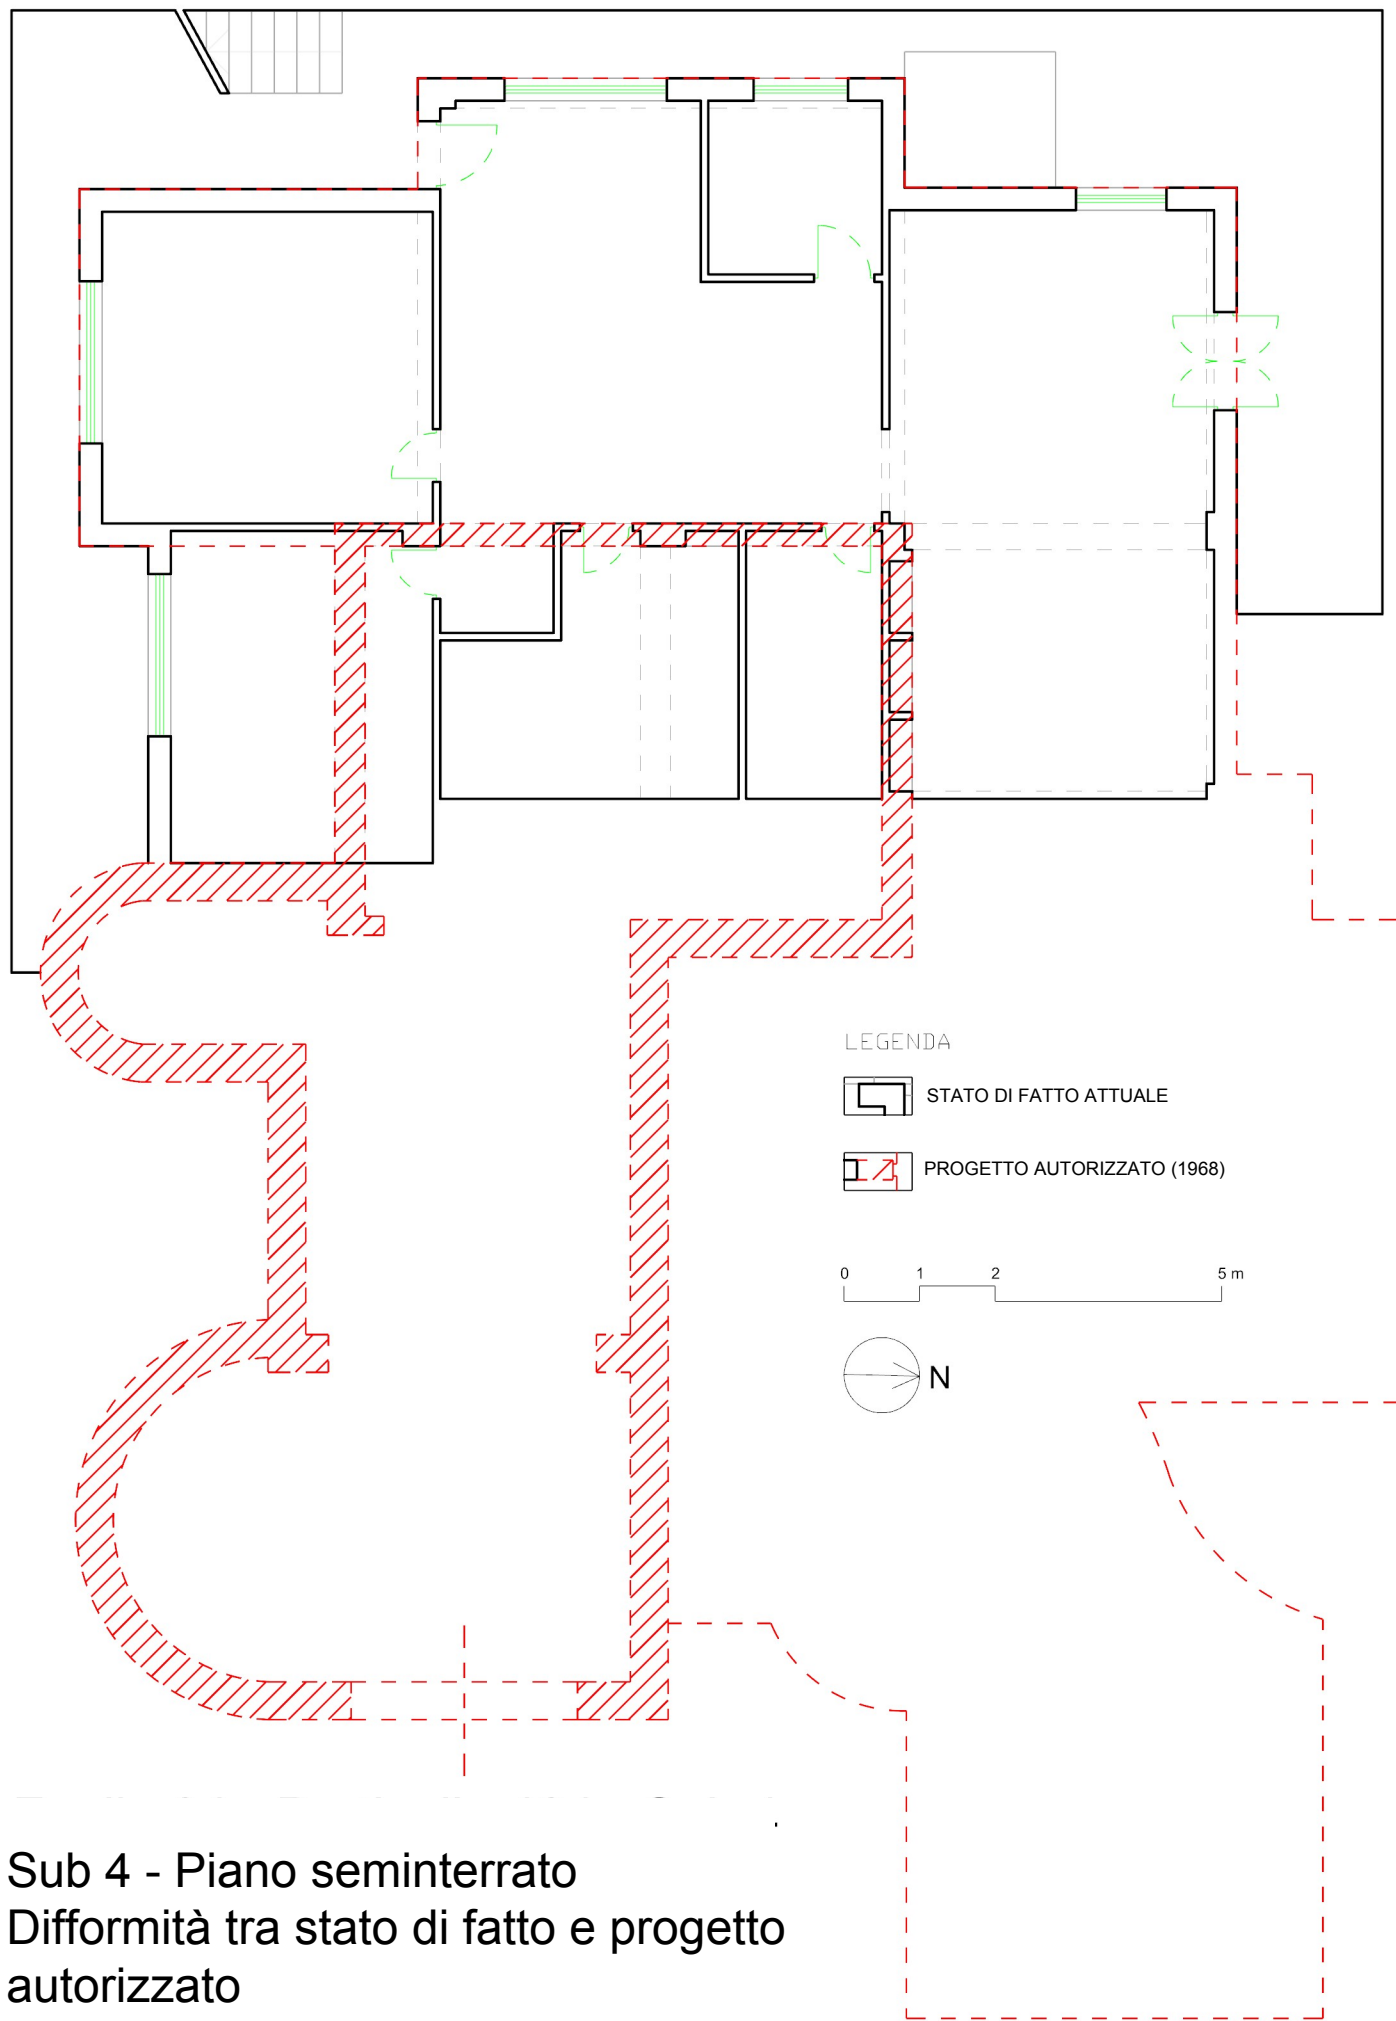 LEGENDA
STATO DI FATTO ATTUALE
PROGETTO AUTORIZZATO (1968)
0 1 2 5 m
N
Sub 4 - Piano seminterrato
Difformità tra stato di fatto e progetto
autorizzato